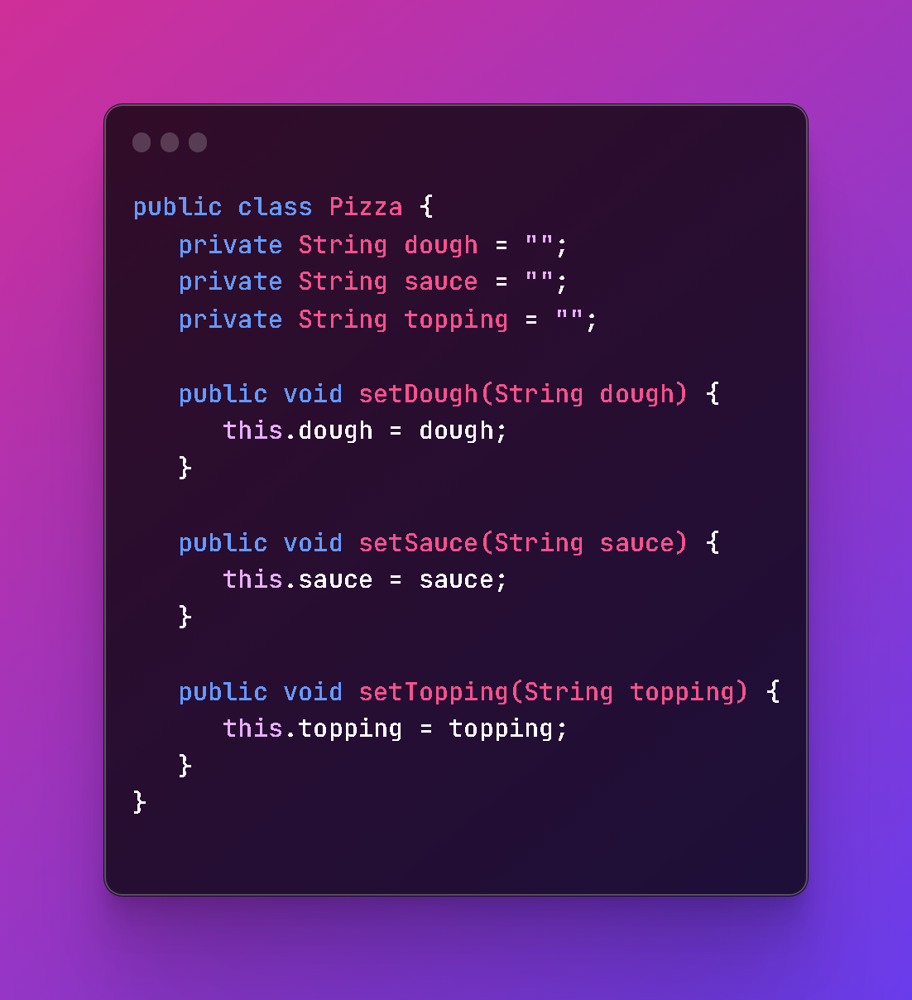 public class Pizza {
   private String dough = "";
   private String sauce = "";
   private String topping = "";

   public void setDough(String dough) {
      this.dough = dough;
   }

   public void setSauce(String sauce) {
      this.sauce = sauce;
   }

   public void setTopping(String topping) {
      this.topping = topping;
   }
}